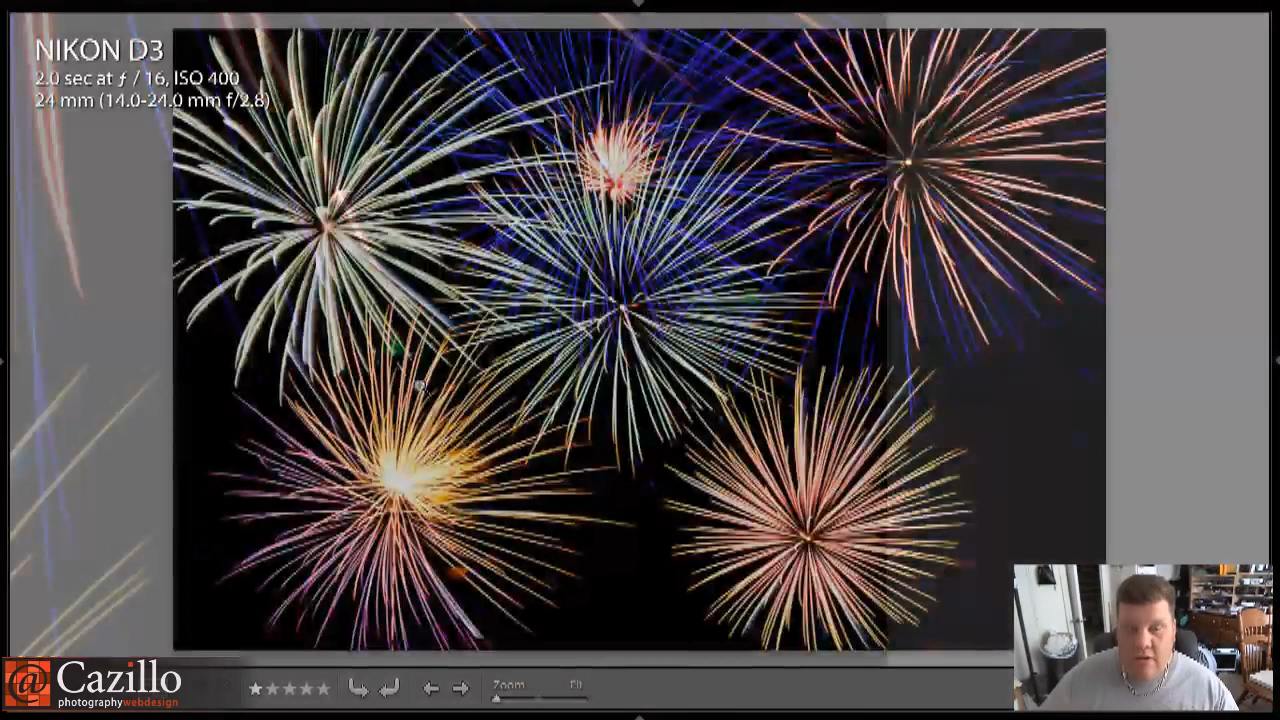 NIKON D3
2.0 sec at ƒ / 16, ISO 400
24 mm (14.0-24.0 mm f/2.8)
@ Cazillo
photographywebdesign
Zoom Fit